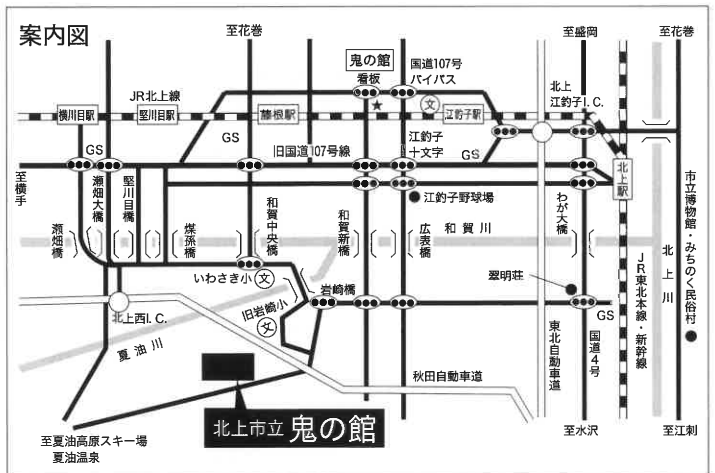 案内図
至花巻
鬼の館
看板
国道107号
バイパス
至盛岡
至花巻
北上
江釣子I.C.
JR北上線
横川目駅
堅川目駅
藤根駅
文
江釣子駅
GS
GS
旧国道107号線
江釣子
十文字
GS
北上駅
至横手
瀬畑大橋
堅川目橋
江釣子野球場
瀬畑橋
煤孫橋
和賀中央橋
和賀新橋
広表橋
和賀川
わが大橋
北上川
市立博物館・みちのく民俗村
いわさき小
文
岩崎橋
翠明荘
旧岩崎小
文
北上西I.C.
GS
夏油川
JR東北本線・新幹線
東北自動車道
国道4号
秋田自動車道
北上市立 鬼の館
至夏油高原スキー場
夏油温泉
至水沢
至江刺